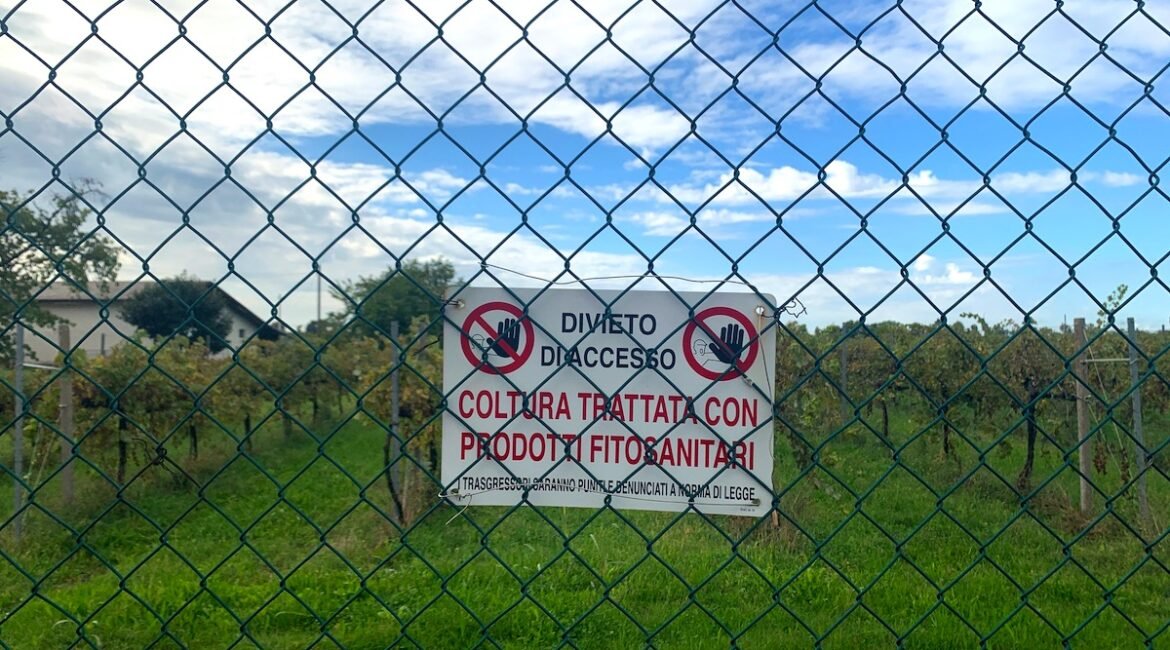 DIVIETO
DI ACCESSO
COLTURA TRATTATA CON
PRODOTTI FITOSANITARI
I TRASGRESSORI SARANNO PUNITI E DENUNCIATI A NORMA DI LEGGE